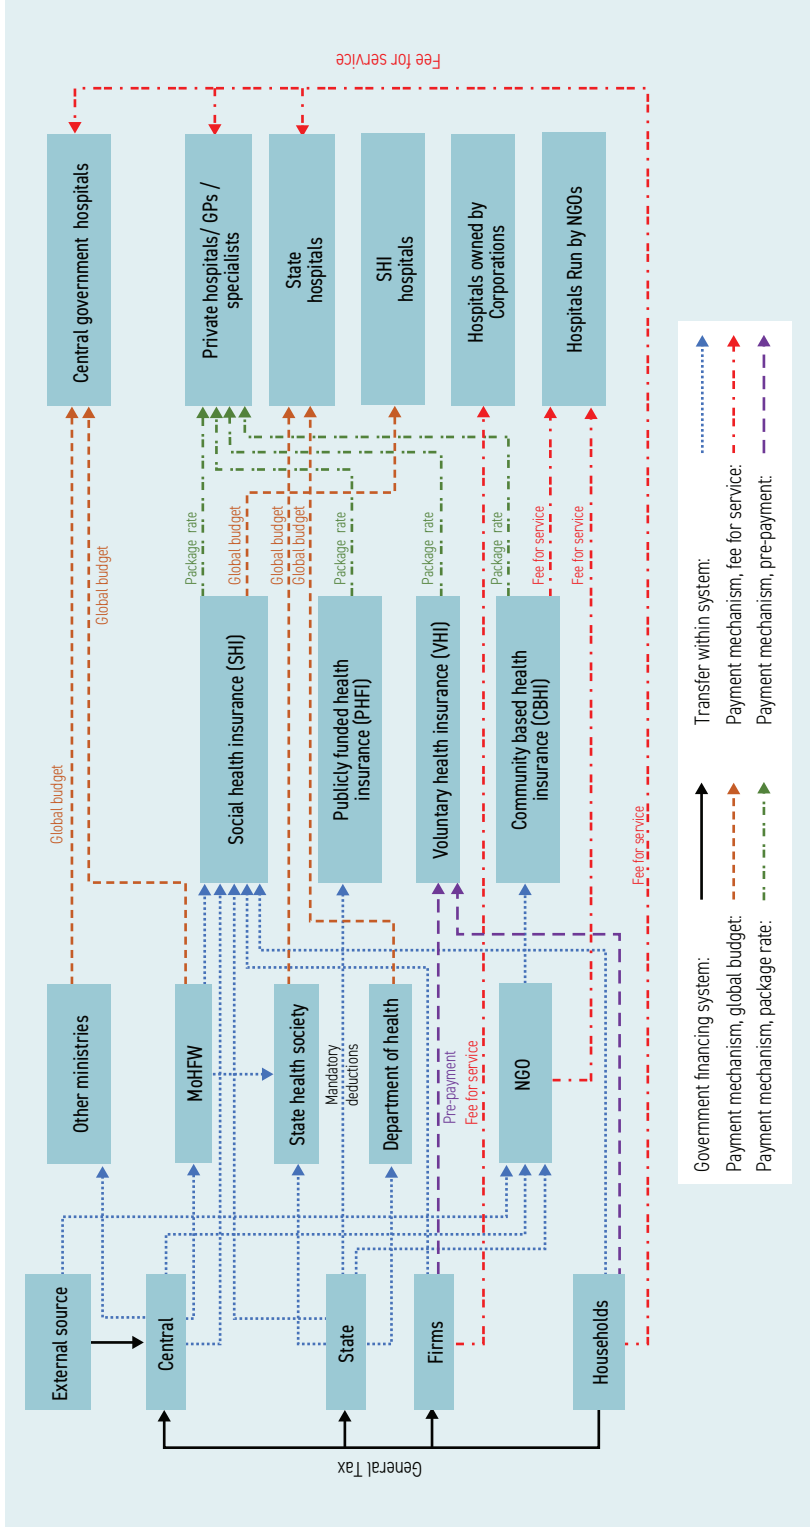 General Tax
External source
Central
State
Firms
Households
Other ministries
MoHFW
State health society
Mandatory
deductions
Department of health
Pre-payment
Fee for service
NGO
Global budget
Global budget
Social health insurance (SHI)
Publicly funded health
insurance (PHFI)
Voluntary health insurance (VHI)
Community based health
insurance (CBHI)
Fee for service
Package rate
Global budget
Global budget
Global budget
Package rate
Package rate
Package rate
Fee for service
Fee for service
Central government hospitals
Private hospitals/ GPs /
specialists
State
hospitals
SHI
hospitals
Hospitals owned by
Corporations
Hospitals Run by NGOs
Fee for service
Government financing system:
Payment mechanism, global budget:
Payment mechanism, package rate:
Transfer within system:
Payment mechanism, fee for service:
Payment mechanism, pre-payment: